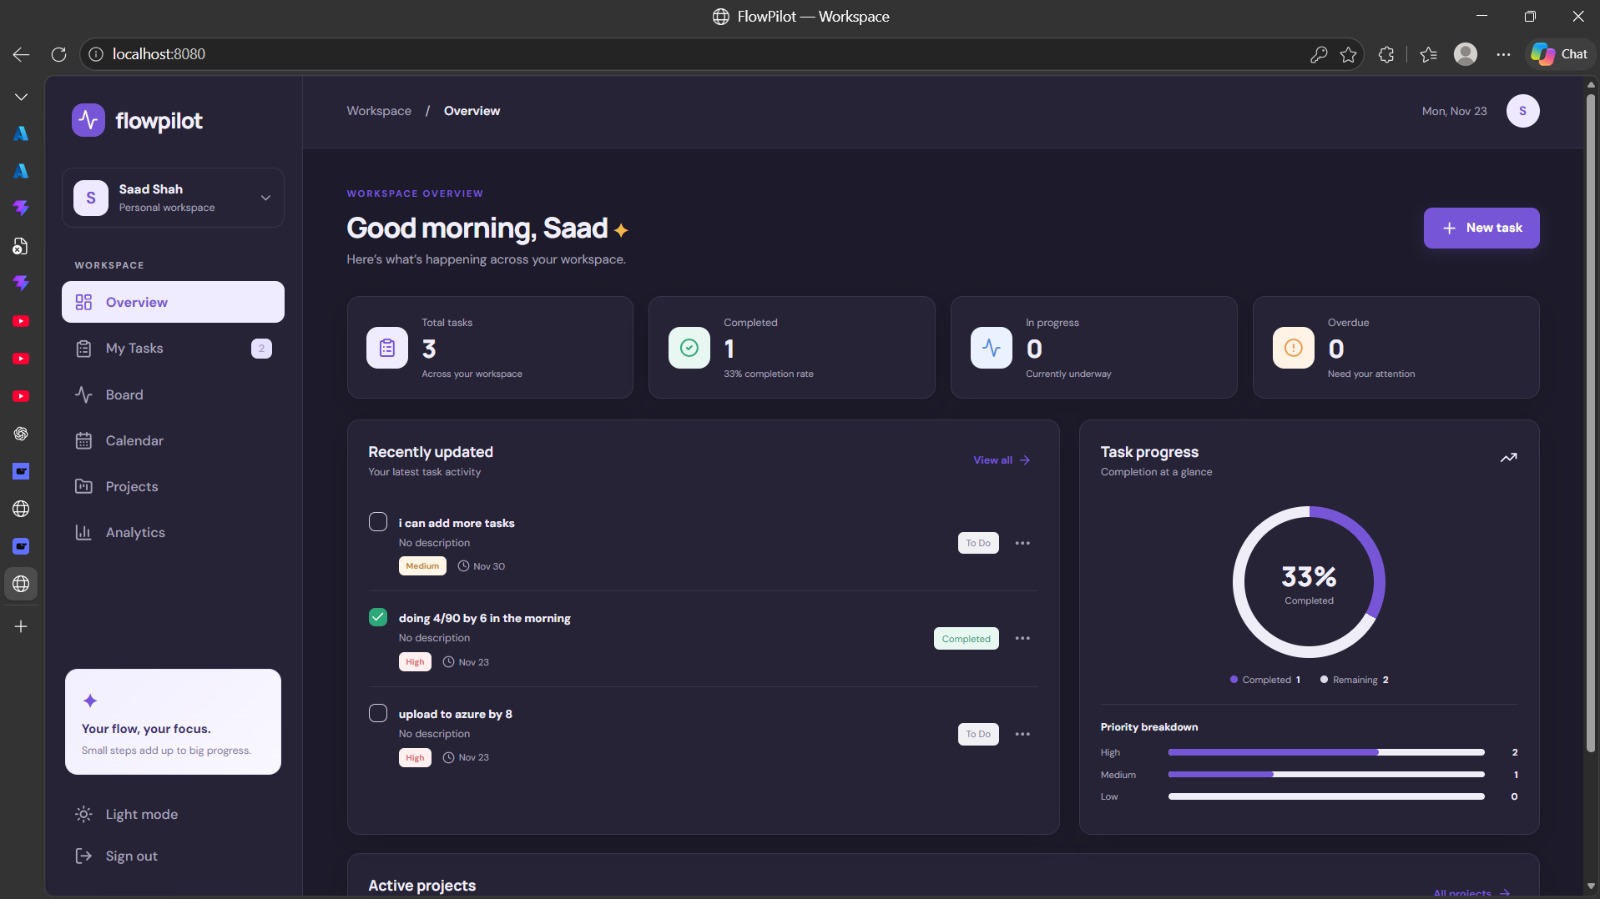 FlowPilot — Workspace
localhost:8080
Chat
flowpilot
Saad Shah
S
Personal workspace
WORKSPACE
Overview
My Tasks
2
Board
Calendar
Projects
Analytics
Your flow, your focus.
Small steps add up to big progress.
Light mode
Sign out
Workspace / Overview
Mon, Nov 23
S
WORKSPACE OVERVIEW
Good morning, Saad
Here's what's happening across your workspace.
New task
Total tasks
3
Across your workspace
Completed
1
33% completion rate
In progress
0
Currently underway
Overdue
0
Need your attention
Recently updated
Your latest task activity
View all
i can add more tasks
No description
Medium
Nov 30
To Do
doing 4/90 by 6 in the morning
No description
High
Nov 23
Completed
upload to azure by 8
No description
High
Nov 23
To Do
Task progress
Completion at a glance
33%
Completed
Completed 1
Remaining 2
Priority breakdown
High 2
Medium 1
Low 0
Active projects
All projects